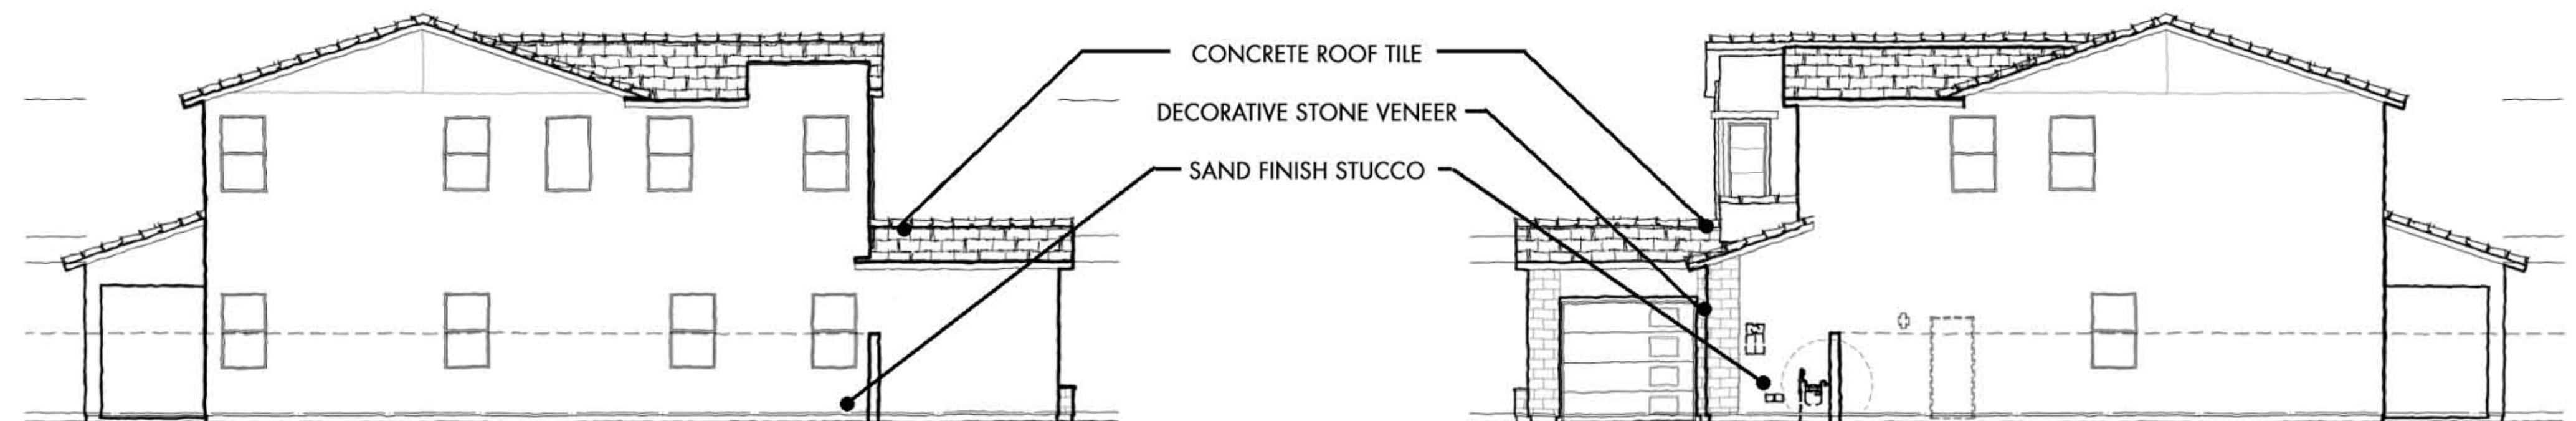 CONCRETE ROOF TILE
DECORATIVE STONE VENEER
SAND FINISH STUCCO